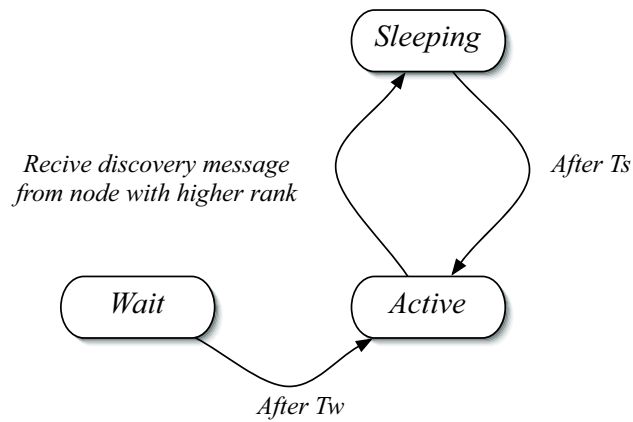 Sleeping
Recive discovery message
from node with higher rank
After Ts
Wait
Active
After Tw